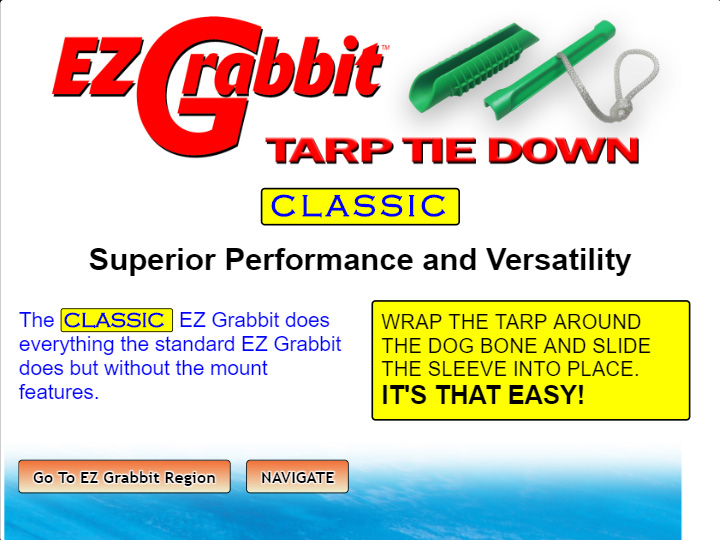 EZ Grabbit™
TARP TIE DOWN
CLASSIC
Superior Performance and Versatility
The CLASSIC EZ Grabbit does
everything the standard EZ Grabbit
does but without the mount
features.
WRAP THE TARP AROUND
THE DOG BONE AND SLIDE
THE SLEEVE INTO PLACE.
IT'S THAT EASY!
Go To EZ Grabbit Region
NAVIGATE